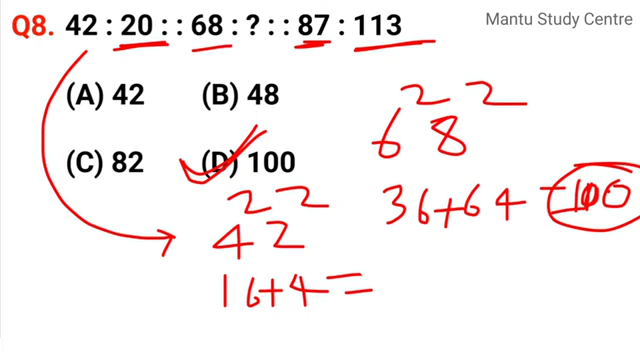 Mantu Study Centre
Q8. 42 : 20 : : 68 : ? : : 87 : 113
(A) 42 (B) 48
(C) 82 (D) 100
6² 8²
36+64 = 100
4² 2²
16+4 =